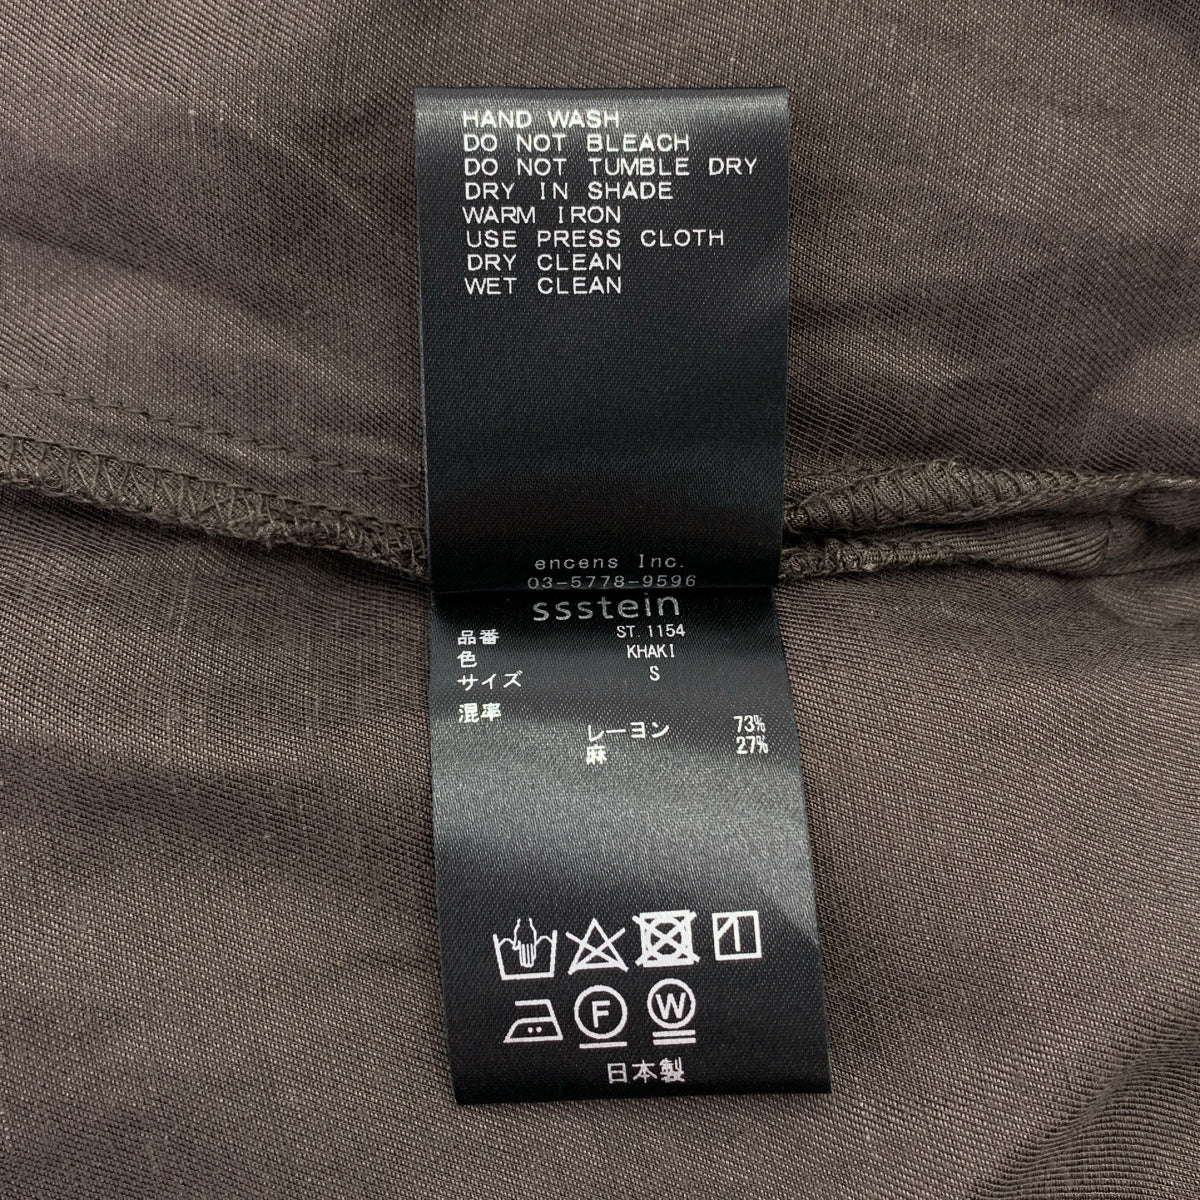 HAND WASH
DO NOT BLEACH
DO NOT TUMBLE DRY
DRY IN SHADE
WARM IRON
USE PRESS CLOTH
DRY CLEAN
WET CLEAN
encens Inc.
03-5778-9596
ssstein
品番 ST.1154
色 KHAKI
サイズ S
混率
レーヨン 73%
麻 27%
F W
日本製